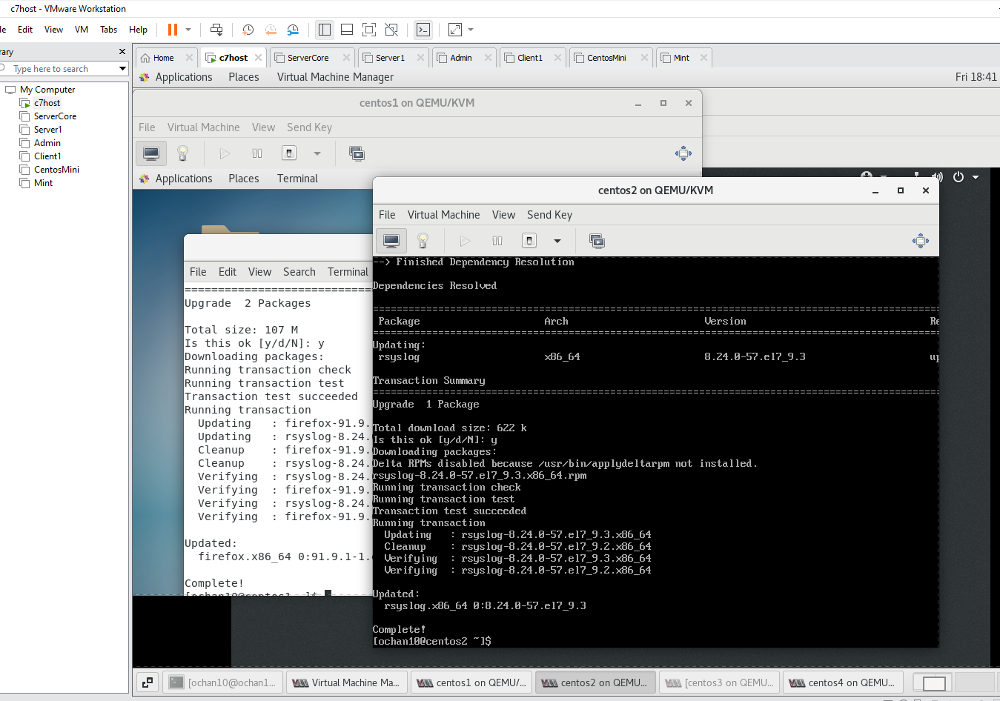 c7host - VMware Workstation
Edit View VM Tabs Help
Type here to search
My Computer
c7host
ServerCore
Server1
Admin
Client1
CentosMini
Mint
Home c7host ServerCore Server1 Admin Client1 CentosMini Mint
Applications Places Virtual Machine Manager Fri 18:41
centos1 on QEMU/KVM
File Virtual Machine View Send Key
Applications Places Terminal
File Edit View Search Terminal
================================
Upgrade  2 Packages
Total size: 107 M
Is this ok [y/d/N]: y
Downloading packages:
Running transaction check
Running transaction test
Transaction test succeeded
Running transaction
Updating   : firefox-91.9.
Updating   : rsyslog-8.24.
Cleanup    : firefox-91.9.
Cleanup    : rsyslog-8.24.
Verifying  : rsyslog-8.24.
Verifying  : firefox-91.9.
Verifying  : rsyslog-8.24.
Verifying  : firefox-91.9.
Updated:
firefox.x86_64 0:91.9.1-1.
Complete!
[ochan10@centos1 ~]$
centos2 on QEMU/KVM
File Virtual Machine View Send Key
--> Finished Dependency Resolution
Dependencies Resolved
================================
Package Arch Version Re
================================
Updating:
rsyslog x86_64 8.24.0-57.el7_9.3 up
Transaction Summary
================================
Upgrade  1 Package
Total download size: 622 k
Is this ok [y/d/N]: y
Downloading packages:
Delta RPMs disabled because /usr/bin/applydeltarpm not installed.
rsyslog-8.24.0-57.el7_9.3.x86_64.rpm
Running transaction check
Running transaction test
Transaction test succeeded
Running transaction
Updating   : rsyslog-8.24.0-57.el7_9.3.x86_64
Cleanup    : rsyslog-8.24.0-57.el7_9.2.x86_64
Verifying  : rsyslog-8.24.0-57.el7_9.3.x86_64
Verifying  : rsyslog-8.24.0-57.el7_9.2.x86_64
Updated:
rsyslog.x86_64 0:8.24.0-57.el7_9.3
Complete!
[ochan10@centos2 ~]$
[ochan10@ochan1... Virtual Machine Ma... centos1 on QEMU/... centos2 on QEMU... [centos3 on QEMU... centos4 on QEMU...